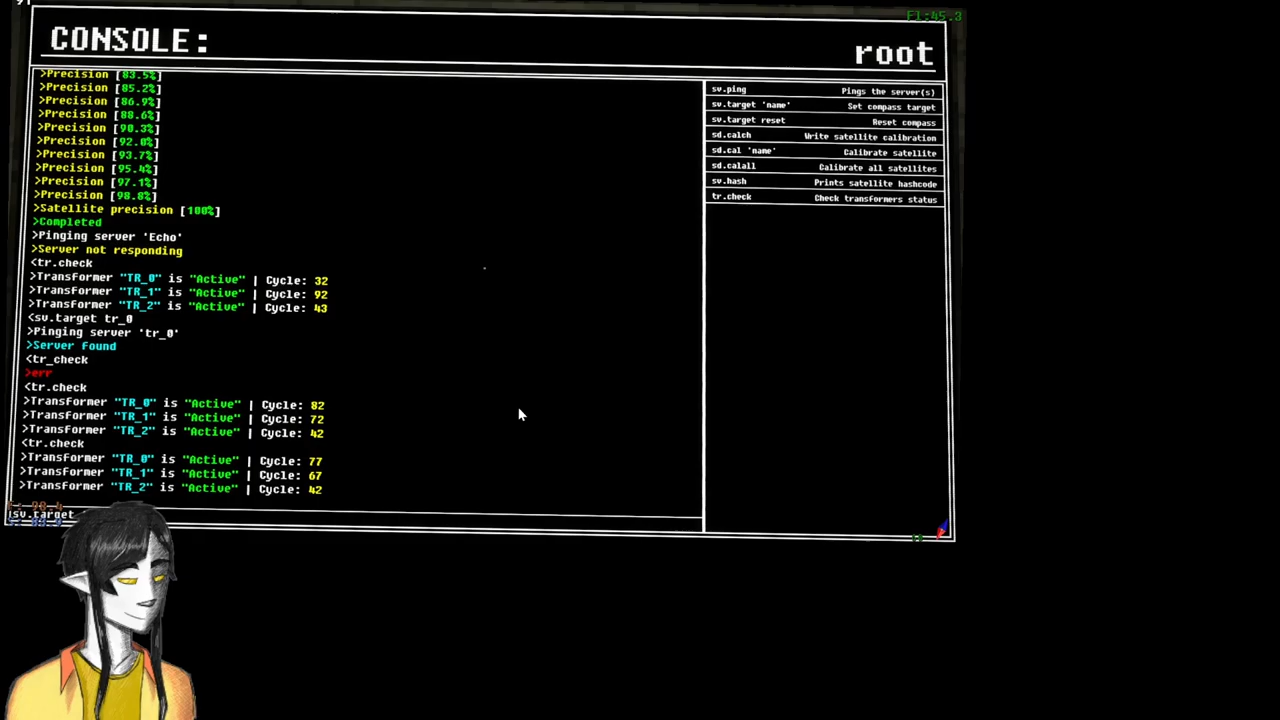 F1:45.3
CONSOLE:
root
>Precision [83.5%]
>Precision [85.2%]
>Precision [86.9%]
>Precision [88.6%]
>Precision [90.3%]
>Precision [92.0%]
>Precision [93.7%]
>Precision [95.4%]
>Precision [97.1%]
>Precision [98.8%]
>Satellite precision [100%]
>Completed
>Pinging server 'Echo'
>Server not responding
<tr.check
>Transformer "TR_0" is "Active" | Cycle: 32
>Transformer "TR_1" is "Active" | Cycle: 92
>Transformer "TR_2" is "Active" | Cycle: 43
<sv.target tr_0
>Pinging server 'tr_0'
>Server found
<tr_check
>err
<tr.check
>Transformer "TR_0" is "Active" | Cycle: 82
>Transformer "TR_1" is "Active" | Cycle: 72
>Transformer "TR_2" is "Active" | Cycle: 42
<tr.check
>Transformer "TR_0" is "Active" | Cycle: 77
>Transformer "TR_1" is "Active" | Cycle: 67
>Transformer "TR_2" is "Active" | Cycle: 42
sv.target
sv.ping Pings the server(s)
sv.target 'name' Set compass target
sv.target reset Reset compass
sd.calch Write satellite calibration
sd.cal 'name' Calibrate satellite
sd.calall Calibrate all satellites
sv.hash Prints satellite hashcode
tr.check Check transformers status